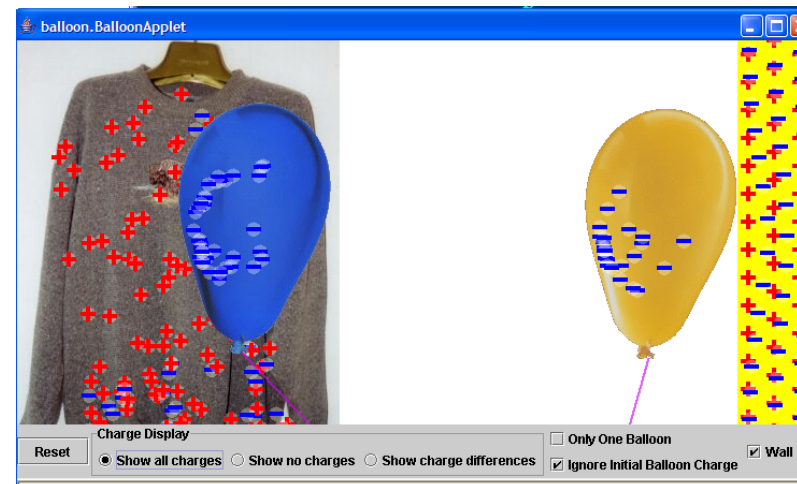 balloon.BalloonApplet
Charge Display
Reset
Show all charges
Show no charges
Show charge differences
Only One Balloon
Ignore Initial Balloon Charge
Wall